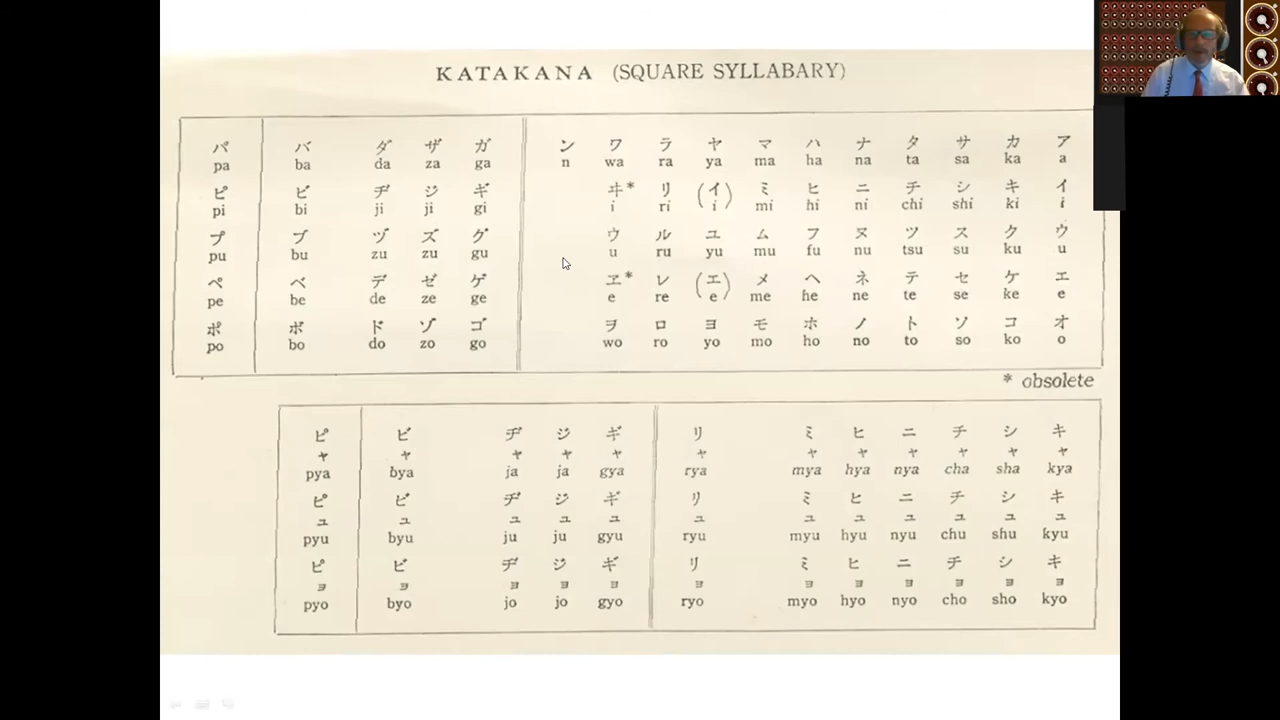 KATAKANA (SQUARE SYLLABARY)
パ バ ダ ザ ガ ン ワ ラ ヤ マ ハ ナ タ サ カ ア
pa ba da za ga n wa ra ya ma ha na ta sa ka a
ピ ビ ヂ ジ ギ ヰ* リ (イ) ミ ヒ ニ チ シ キ イ
pi bi ji ji gi i ri i mi hi ni chi shi ki i
プ ブ ヅ ズ グ ウ ル ユ ム フ ヌ ツ ス ク ウ
pu bu zu zu gu u ru yu mu fu nu tsu su ku u
ペ ベ デ ゼ ゲ ヱ* レ (エ) メ ヘ ネ テ セ ケ エ
pe be de ze ge e re e me he ne te se ke e
ポ ボ ド ゾ ゴ ヲ ロ ヨ モ ホ ノ ト ソ コ オ
po bo do zo go wo ro yo mo ho no to so ko o
* obsolete
ピ ビ ヂ ジ ギ リ ミ ヒ ニ チ シ キ
ャ ャ ャ ャ ャ ャ ャ ャ ャ ャ ャ ャ
pya bya ja ja gya rya mya hya nya cha sha kya
ピ ビ ヂ ジ ギ リ ミ ヒ ニ チ シ キ
ュ ュ ュ ュ ュ ュ ュ ュ ュ ュ ュ ュ
pyu byu ju ju gyu ryu myu hyu nyu chu shu kyu
ピ ビ ヂ ジ ギ リ ミ ヒ ニ チ シ キ
ョ ョ ョ ョ ョ ョ ョ ョ ョ ョ ョ ョ
pyo byo jo jo gyo ryo myo hyo nyo cho sho kyo